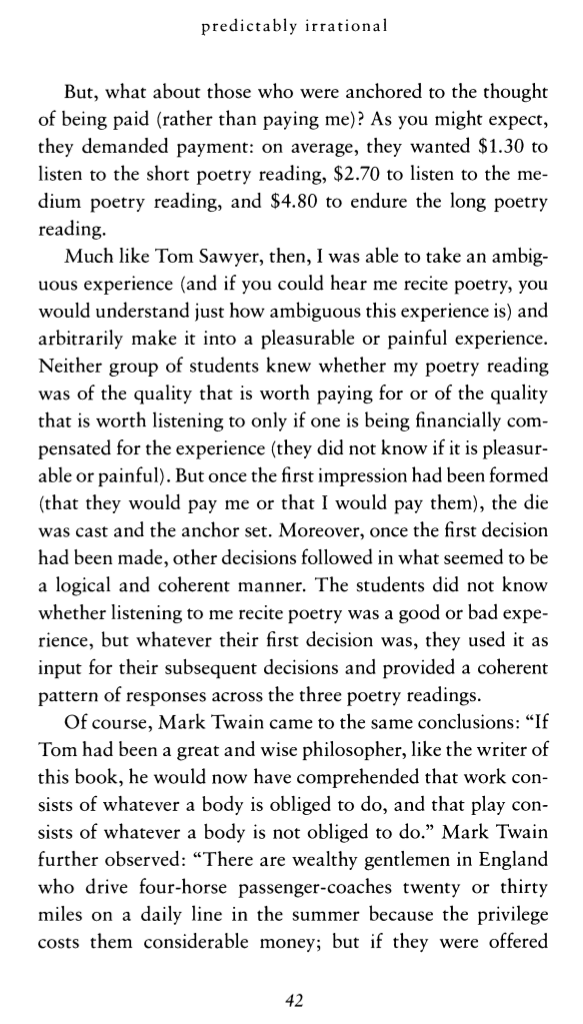 predictably irrational
But, what about those who were anchored to the thought
of being paid (rather than paying me)? As you might expect,
they demanded payment: on average, they wanted $1.30 to
listen to the short poetry reading, $2.70 to listen to the me-
dium poetry reading, and $4.80 to endure the long poetry
reading.
Much like Tom Sawyer, then, I was able to take an ambig-
uous experience (and if you could hear me recite poetry, you
would understand just how ambiguous this experience is) and
arbitrarily make it into a pleasurable or painful experience.
Neither group of students knew whether my poetry reading
was of the quality that is worth paying for or of the quality
that is worth listening to only if one is being financially com-
pensated for the experience (they did not know if it is pleasur-
able or painful). But once the first impression had been formed
(that they would pay me or that I would pay them), the die
was cast and the anchor set. Moreover, once the first decision
had been made, other decisions followed in what seemed to be
a logical and coherent manner. The students did not know
whether listening to me recite poetry was a good or bad expe-
rience, but whatever their first decision was, they used it as
input for their subsequent decisions and provided a coherent
pattern of responses across the three poetry readings.
Of course, Mark Twain came to the same conclusions: “If
Tom had been a great and wise philosopher, like the writer of
this book, he would now have comprehended that work con-
sists of whatever a body is obliged to do, and that play con-
sists of whatever a body is not obliged to do.” Mark Twain
further observed: “There are wealthy gentlemen in England
who drive four-horse passenger-coaches twenty or thirty
miles on a daily line in the summer because the privilege
costs them considerable money; but if they were offered
42